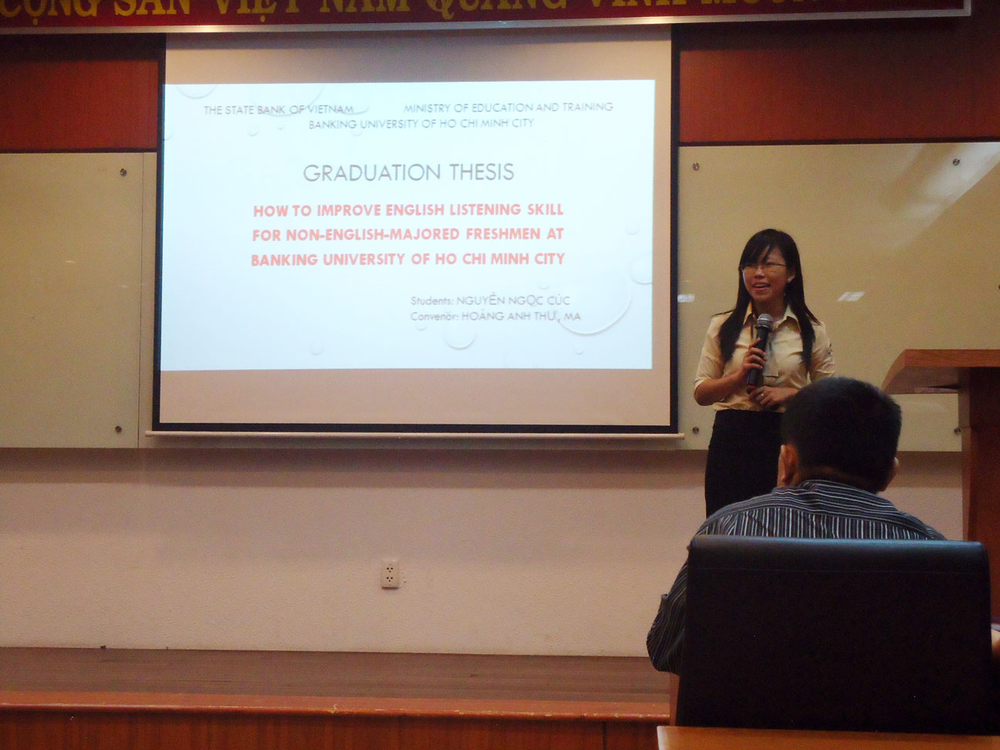 CỘNG SẢN VIỆT NAM QUANG VINH
THE STATE BANK OF VIETNAM MINISTRY OF EDUCATION AND TRAINING
BANKING UNIVERSITY OF HO CHI MINH CITY
GRADUATION THESIS
HOW TO IMPROVE ENGLISH LISTENING SKILL
FOR NON-ENGLISH-MAJORED FRESHMEN AT
BANKING UNIVERSITY OF HO CHI MINH CITY
Students: NGUYỄN NGỌC CÚC
Convenor: HOÀNG ANH THƯ, MA